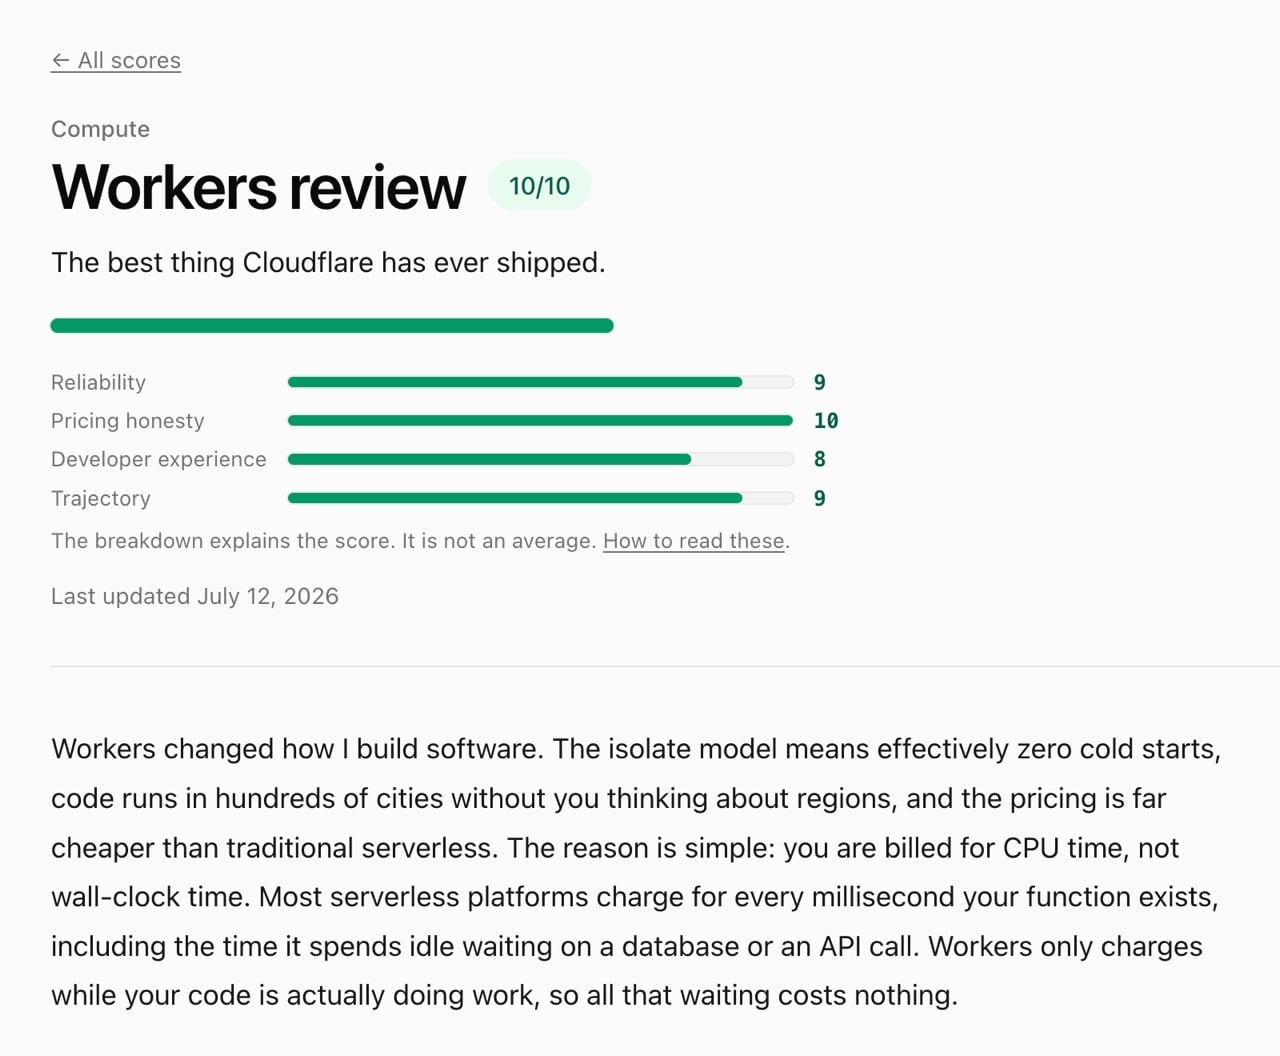 ← All scores
Compute
Workers review 10/10
The best thing Cloudflare has ever shipped.
Reliability 9
Pricing honesty 10
Developer experience 8
Trajectory 9
The breakdown explains the score. It is not an average. How to read these.
Last updated July 12, 2026
Workers changed how I build software. The isolate model means effectively zero cold starts,
code runs in hundreds of cities without you thinking about regions, and the pricing is far
cheaper than traditional serverless. The reason is simple: you are billed for CPU time, not
wall-clock time. Most serverless platforms charge for every millisecond your function exists,
including the time it spends idle waiting on a database or an API call. Workers only charges
while your code is actually doing work, so all that waiting costs nothing.